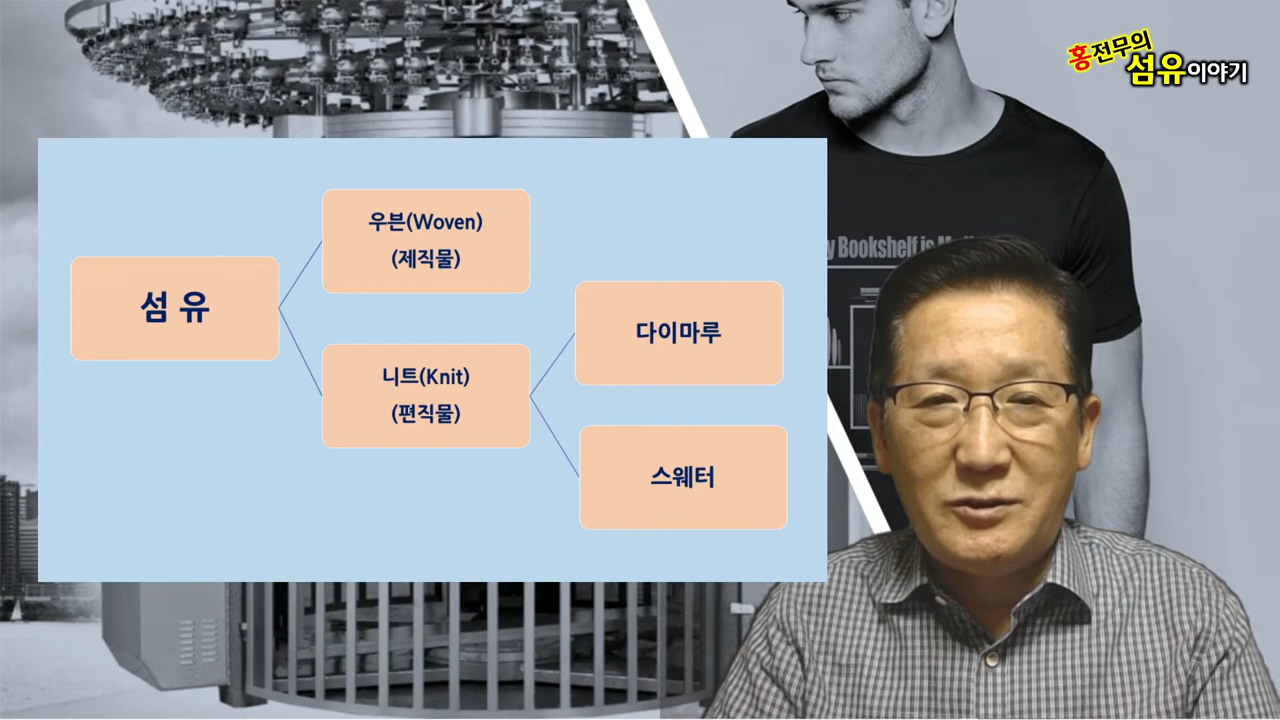 홍전무의
섬유이야기
섬 유
우븐(Woven)
(제직물)
니트(Knit)
(편직물)
다이마루
스웨터
y Bookshelf is